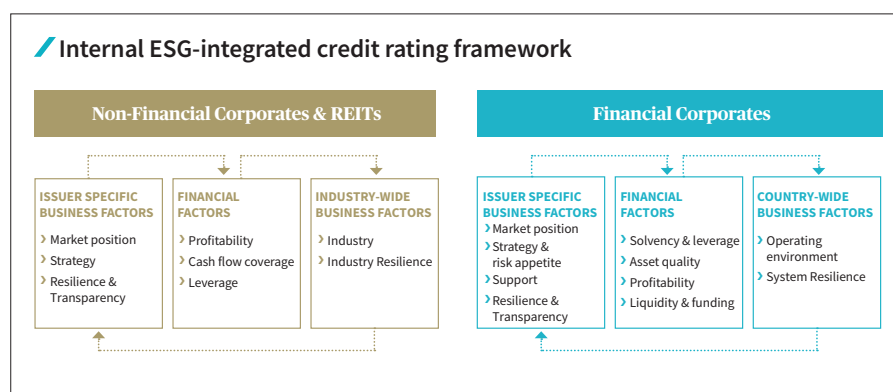 Internal ESG-integrated credit rating framework
Non-Financial Corporates & REITs
ISSUER SPECIFIC
BUSINESS FACTORS
› Market position
› Strategy
› Resilience &
Transparency
FINANCIAL
FACTORS
› Profitability
› Cash flow coverage
› Leverage
INDUSTRY-WIDE
BUSINESS FACTORS
› Industry
› Industry Resilience
Financial Corporates
ISSUER SPECIFIC
BUSINESS FACTORS
› Market position
› Strategy &
risk appetite
› Support
› Resilience &
Transparency
FINANCIAL
FACTORS
› Solvency & leverage
› Asset quality
› Profitability
› Liquidity & funding
COUNTRY-WIDE
BUSINESS FACTORS
› Operating
environment
› System Resilience